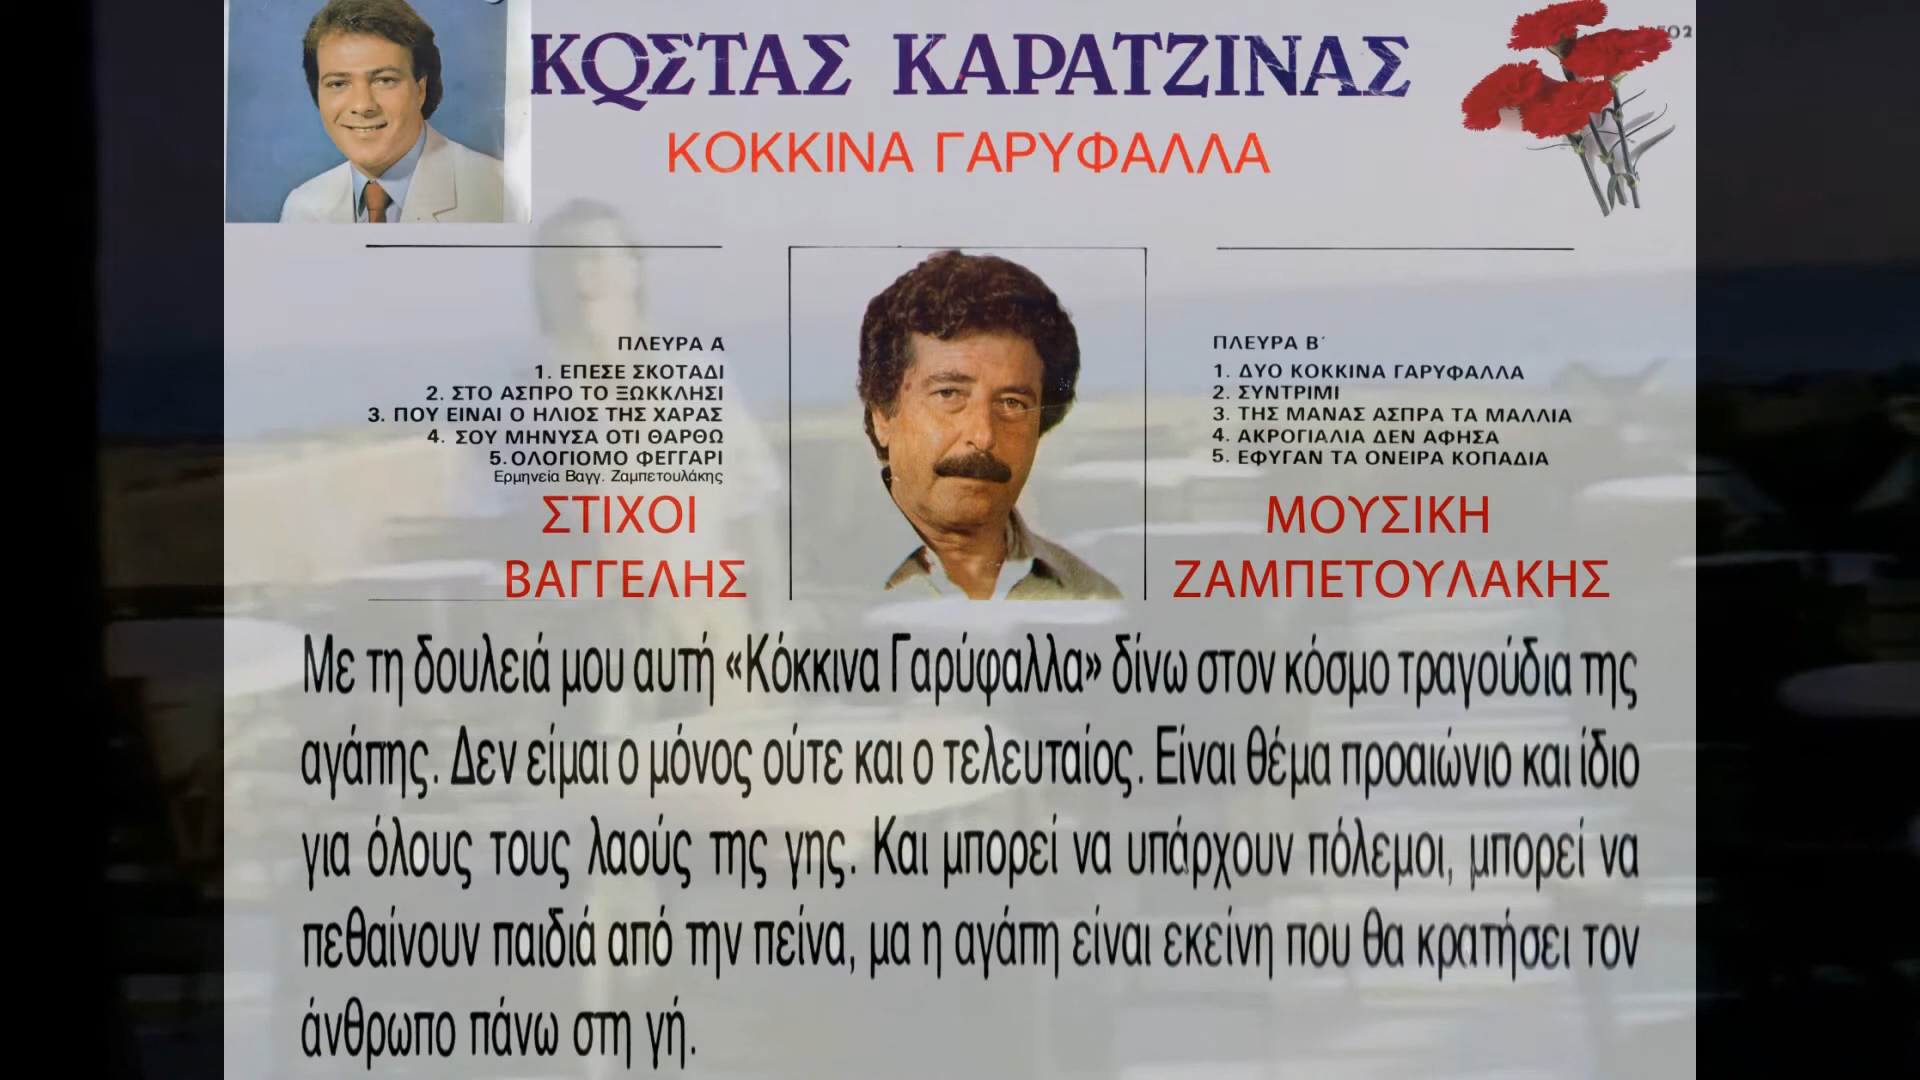 ΚΩΣΤΑΣ ΚΑΡΑΤΖΙΝΑΣ
ΚΟΚΚΙΝΑ ΓΑΡΥΦΑΛΛΑ
ΠΛΕΥΡΑ Ά
1. ΕΠΕΣΕ ΣΚΟΤΑΔΙ
2. ΣΤΟ ΑΣΠΡΟ ΤΟ ΞΩΚΚΛΗΣΙ
3. ΠΟΥ ΕΙΝΑΙ Ο ΗΛΙΟΣ ΤΗΣ ΧΑΡΑΣ
4. ΣΟΥ ΜΗΝΥΣΑ ΟΤΙ ΘΑΡΘΩ
5. ΟΛΟΓΙΟΜΟ ΦΕΓΓΑΡΙ
Ερμηνεία Βαγγ. Ζαμπετουλάκης
ΠΛΕΥΡΑ Β΄
1. ΔΥΟ ΚΟΚΚΙΝΑ ΓΑΡΥΦΑΛΛΑ
2. ΣΥΝΤΡΙΜΙ
3. ΤΗΣ ΜΑΝΑΣ ΑΣΠΡΑ ΤΑ ΜΑΛΛΙΑ
4. ΑΚΡΟΓΙΑΛΙΑ ΔΕΝ ΑΦΗΣΑ
5. ΕΦΥΓΑΝ ΤΑ ΟΝΕΙΡΑ ΚΟΠΑΔΙΑ
ΣΤΙΧΟΙ
ΜΟΥΣΙΚΗ
ΒΑΓΓΕΛΗΣ
ΖΑΜΠΕΤΟΥΛΑΚΗΣ
Με τη δουλειά μου αυτή «Κόκκινα Γαρύφαλλα» δίνω στον κόσμο τραγούδια της
αγάπης. Δεν είμαι ο μόνος ούτε και ο τελευταίος. Είναι θέμα προαιώνιο και ίδιο
για όλους τους λαούς της γης. Και μπορεί να υπάρχουν πόλεμοι, μπορεί να
πεθαίνουν παιδιά από την πείνα, μα η αγάπη είναι εκείνη που θα κρατήσει τον
άνθρωπο πάνω στη γή.